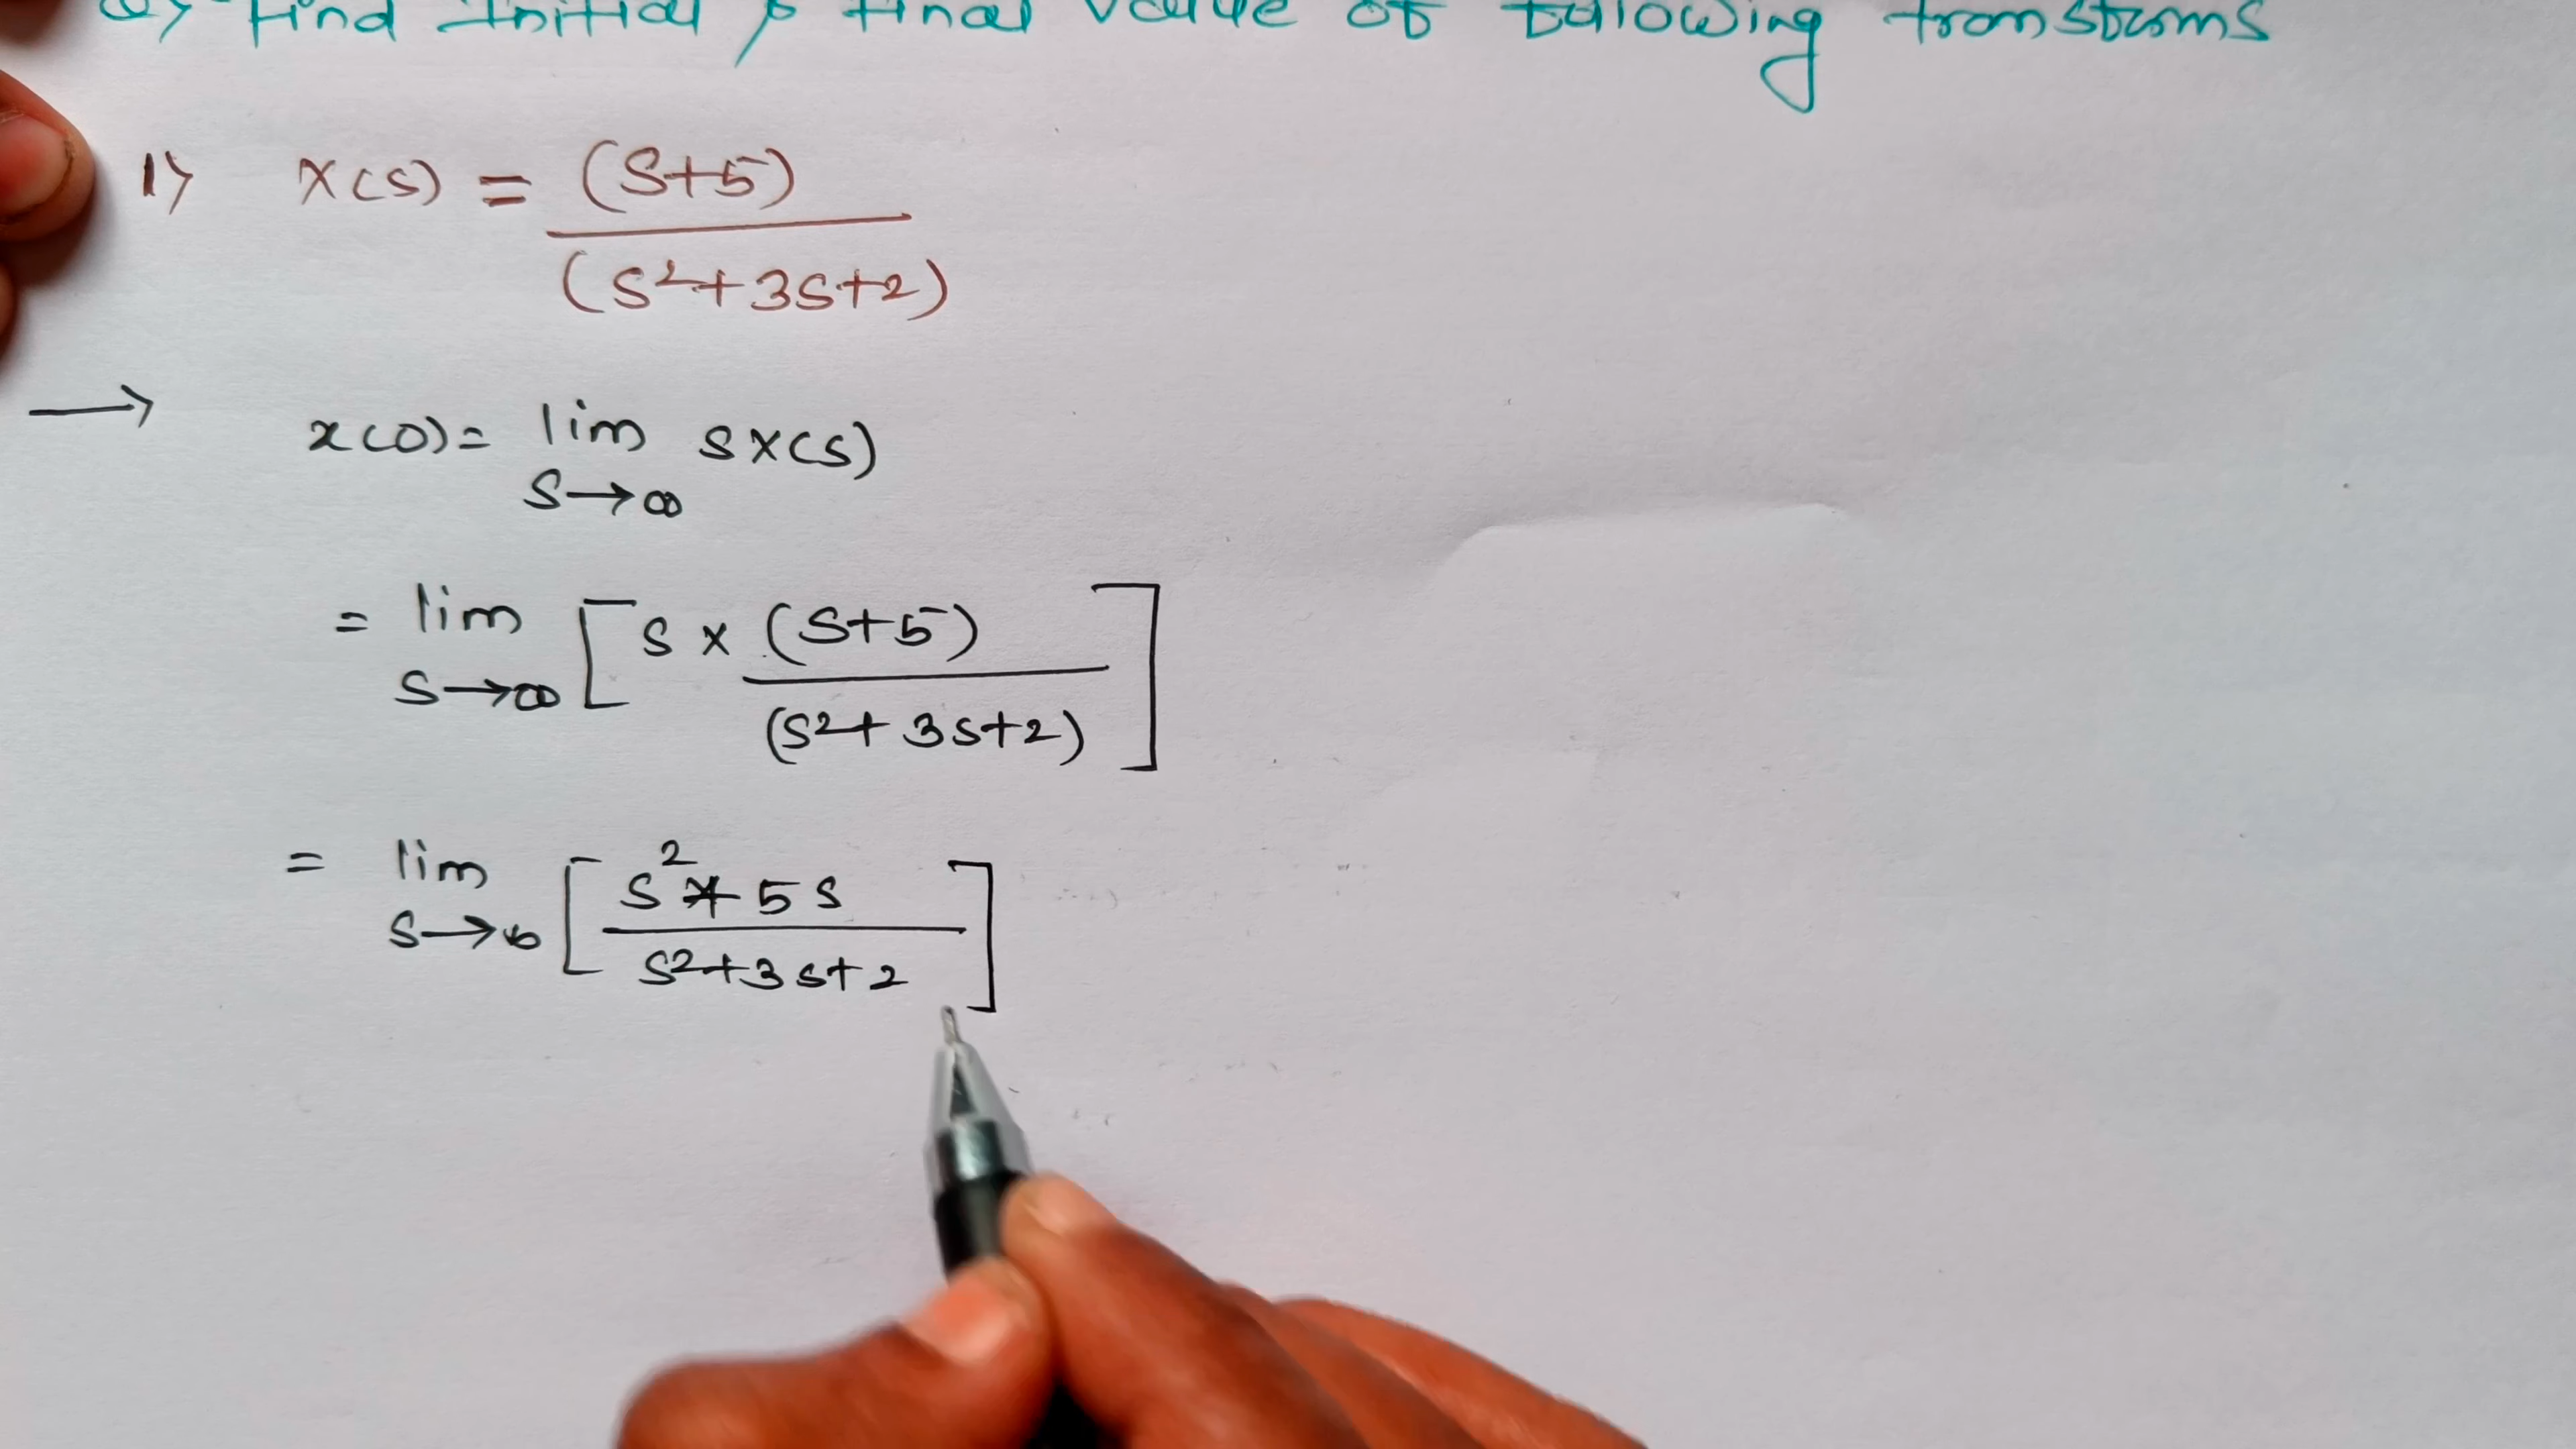 Q) Find Initial & final value of following transforms
1) X(S) = (S+5)
(S²+3S+2)
→ x(0) = lim S X(S)
S→∞
= lim [ S × (S+5) ]
S→∞ (S²+3S+2)
= lim [ S²+5S ]
S→∞ S²+3S+2